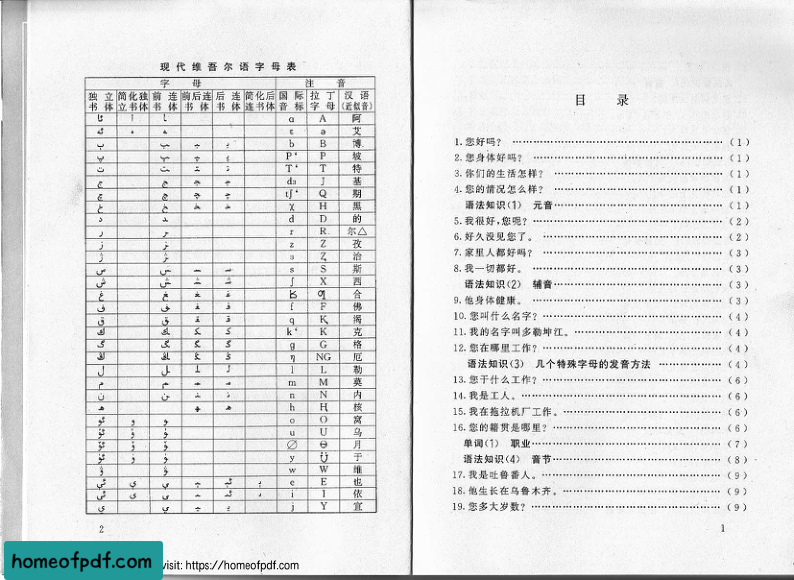 现代维吾尔语字母表
字 母 注 音
独 立 简化独 前 连 前后连 后 连 简化后 国 际 拉 丁 汉 语
书 体 立书体 书 体 书 体 书 体 连书体 音 标 字 母 (近似音)
ئا ا ﺎ ɑ A 阿
ئە ە ﻪ ɛ ə 艾
ب b B 博
پ P‘ P 坡
ت T‘ T 特
ج dʒ J 基
چ tʃ‘ Q 期
خ χ H 黑
د d D 的
ر r R 尔△
ز z Z 孜
ژ 治
س s S 斯
ش ʃ X 西
غ 合
ف f F 佛
ق q 渴
ك k‘ K 克
گ g G 格
ڭ ŋ NG 厄
ل l L 勒
م m M 莫
ن n N 内
ھ h 核
ئو و o O 窝
ئۇ ۇ u U 乌
ئۆ ۆ ∅ 月
ئۈ ۈ y 于
ۋ w W 维
ئې ې e E 也
ئى ى i I 依
ي j Y 宜
2
目 录
1. 您好吗? (1)
2. 您身体好吗? (1)
3. 你们的生活怎样? (1)
4. 您的情况怎么样? (1)
语法知识(1) 元音 (1)
5. 我很好,您呢? (2)
6. 好久没见您了。 (2)
7. 家里人都好吗? (3)
8. 我一切都好。 (3)
语法知识(2) 辅音 (3)
9. 他身体健康。 (3)
10. 您叫什么名字? (4)
11. 我的名字叫多勒坤江。 (4)
12. 您在哪里工作? (4)
语法知识(3) 几个特殊字母的发音方法 (4)
13. 您干什么工作? (6)
14. 我是工人。 (6)
15. 我在拖拉机厂工作。 (6)
16. 您的籍贯是哪里? (6)
单词(1) 职业 (7)
语法知识(4) 音节 (8)
17. 我是吐鲁番人。 (9)
18. 他生长在乌鲁木齐。 (9)
19. 您多大岁数? (9)
1
homeofpdf.com
visit: https://homeofpdf.com